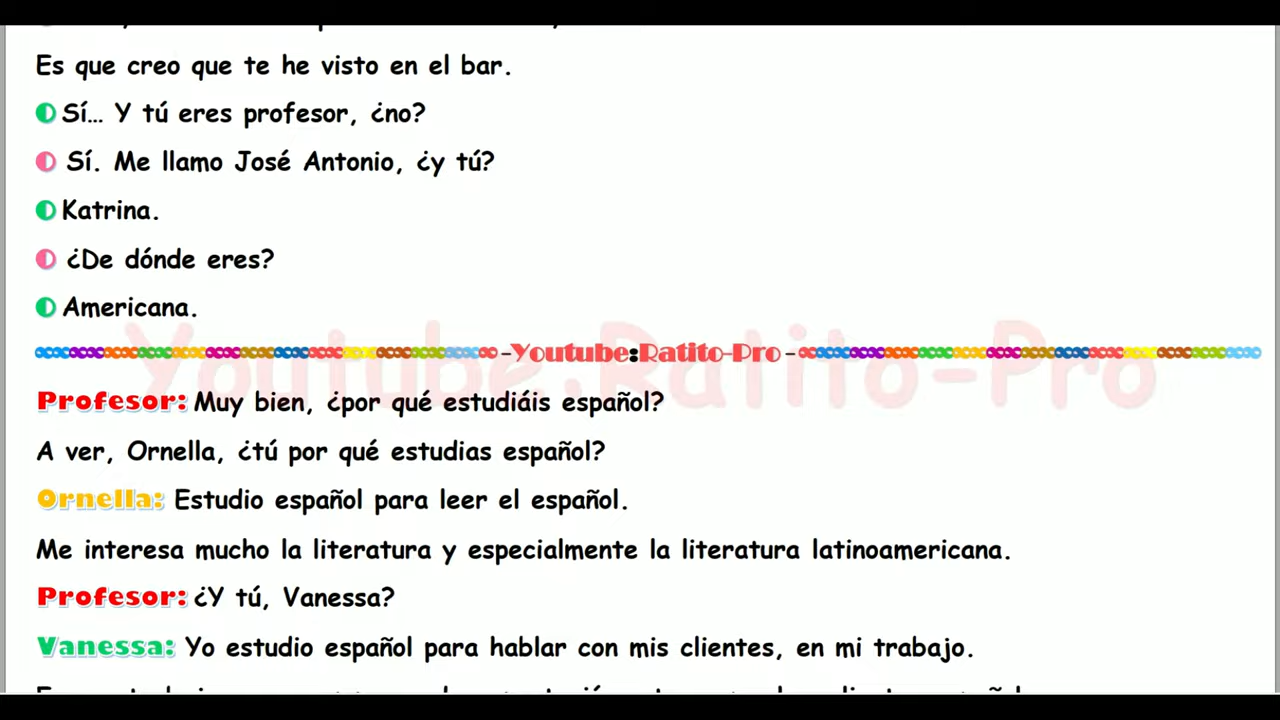 Es que creo que te he visto en el bar.
Sí... Y tú eres profesor, ¿no?
Sí. Me llamo José Antonio, ¿y tú?
Katrina.
¿De dónde eres?
Americana.
-Youtube:Ratito-Pro-
Youtube:Ratito-Pro
Profesor: Muy bien, ¿por qué estudiáis español?
A ver, Ornella, ¿tú por qué estudias español?
Ornella: Estudio español para leer el español.
Me interesa mucho la literatura y especialmente la literatura latinoamericana.
Profesor: ¿Y tú, Vanessa?
Vanessa: Yo estudio español para hablar con mis clientes, en mi trabajo.